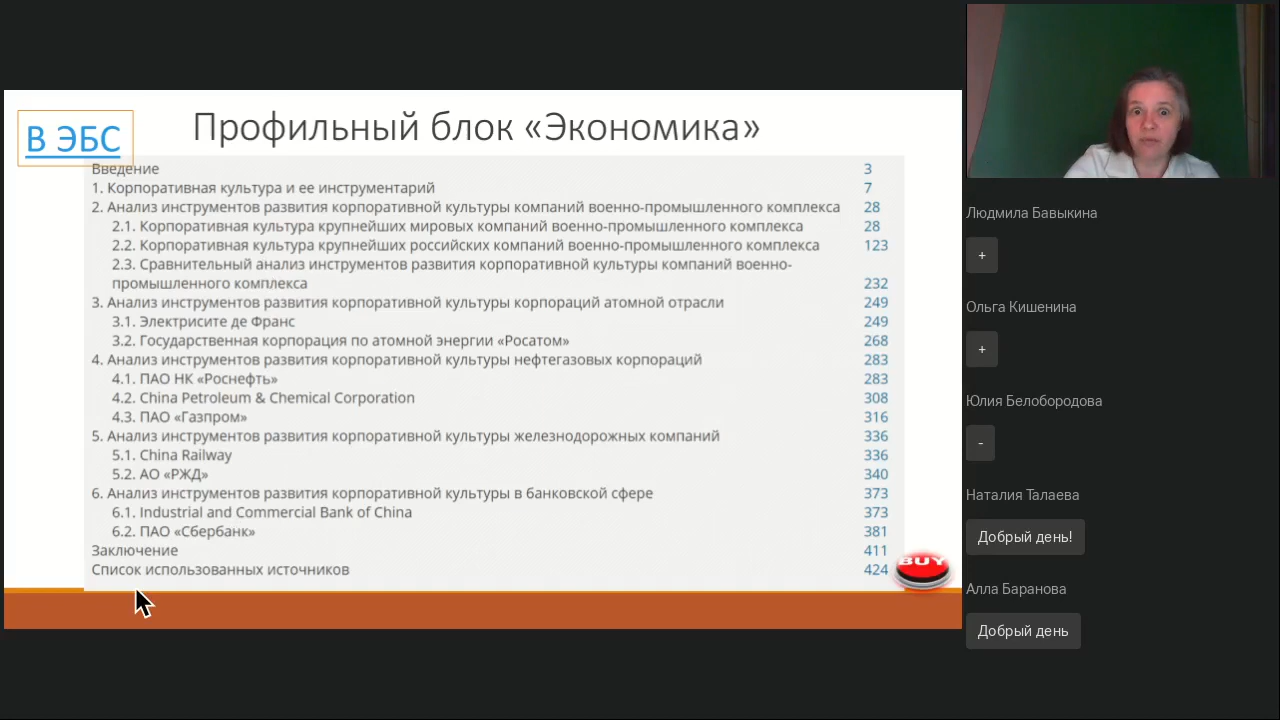 В ЭБС
Профильный блок «Экономика»
Введение 3
1. Корпоративная культура и ее инструментарий 7
2. Анализ инструментов развития корпоративной культуры компаний военно-промышленного комплекса 28
2.1. Корпоративная культура крупнейших мировых компаний военно-промышленного комплекса 28
2.2. Корпоративная культура крупнейших российских компаний военно-промышленного комплекса 123
2.3. Сравнительный анализ инструментов развития корпоративной культуры компаний военно-
промышленного комплекса 232
3. Анализ инструментов развития корпоративной культуры корпораций атомной отрасли 249
3.1. Электрисите де Франс 249
3.2. Государственная корпорация по атомной энергии «Росатом» 268
4. Анализ инструментов развития корпоративной культуры нефтегазовых корпораций 283
4.1. ПАО НК «Роснефть» 283
4.2. China Petroleum & Chemical Corporation 308
4.3. ПАО «Газпром» 316
5. Анализ инструментов развития корпоративной культуры железнодорожных компаний 336
5.1. China Railway 336
5.2. АО «РЖД» 340
6. Анализ инструментов развития корпоративной культуры в банковской сфере 373
6.1. Industrial and Commercial Bank of China 373
6.2. ПАО «Сбербанк» 381
Заключение 411
Список использованных источников 424
BUY
Людмила Бавыкина
+
Ольга Кишенина
+
Юлия Белобородова
-
Наталия Талаева
Добрый день!
Алла Баранова
Добрый день